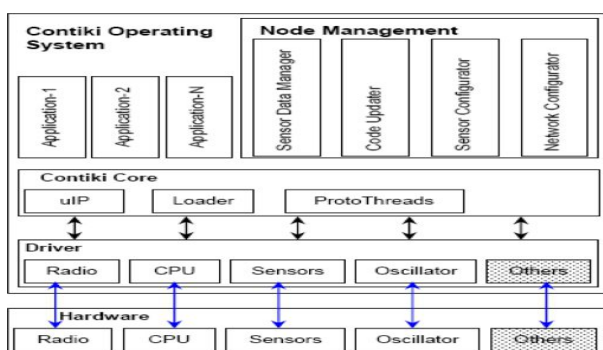 Contiki Operating
System
Node Management
Application-1
Application-2
Application-N
Sensor Data Manager
Code Updater
Sensor Configurator
Network Configurator
Contiki Core
uIP
Loader
ProtoThreads
Driver
Radio
CPU
Sensors
Oscillator
Others
Hardware
Radio
CPU
Sensors
Oscillator
Others